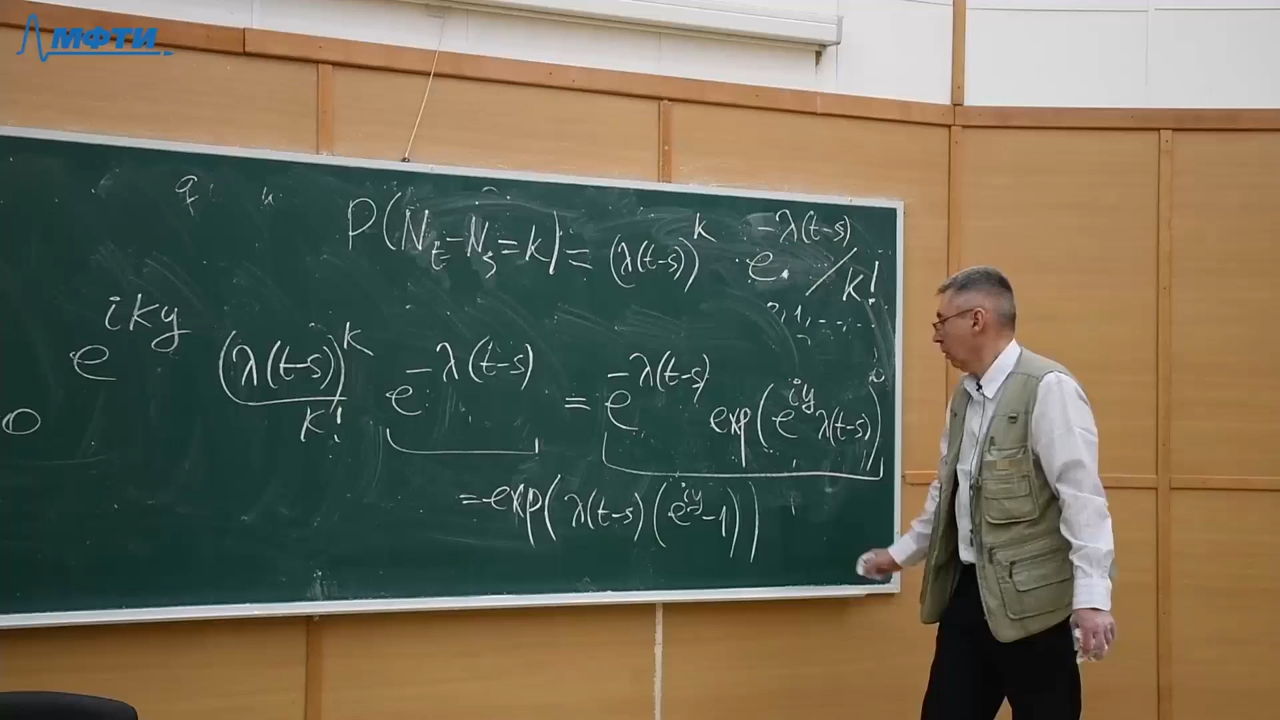 МФТИ
P(N_t - N_s = k) = (λ(t-s))^k e^{-λ(t-s)} / k!
e^{iky} (λ(t-s))^k / k! e^{-λ(t-s)} = e^{-λ(t-s)} exp(e^{iy} λ(t-s))
= exp(λ(t-s)(e^{iy} - 1))